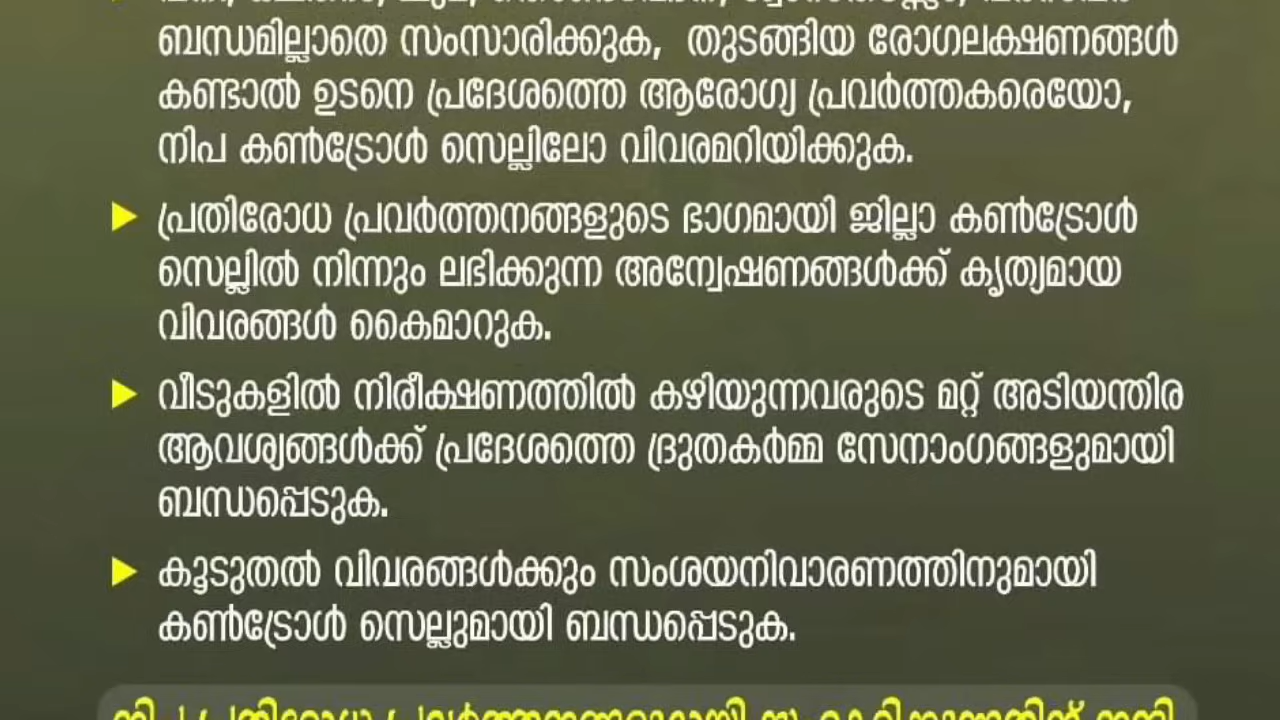 ബന്ധമില്ലാതെ സംസാരിക്കുക, തുടങ്ങിയ രോഗലക്ഷണങ്ങൾ
കണ്ടാൽ ഉടനെ പ്രദേശത്തെ ആരോഗ്യ പ്രവർത്തകരെയോ,
നിപ കൺട്രോൾ സെല്ലിലോ വിവരമറിയിക്കുക.
പ്രതിരോധ പ്രവർത്തനങ്ങളുടെ ഭാഗമായി ജില്ലാ കൺട്രോൾ
സെല്ലിൽ നിന്നും ലഭിക്കുന്ന അന്വേഷണങ്ങൾക്ക് കൃത്യമായ
വിവരങ്ങൾ കൈമാറുക.
വീടുകളിൽ നിരീക്ഷണത്തിൽ കഴിയുന്നവരുടെ മറ്റ് അടിയന്തിര
ആവശ്യങ്ങൾക്ക് പ്രദേശത്തെ ദ്രുതകർമ്മ സേനാംഗങ്ങളുമായി
ബന്ധപ്പെടുക.
കൂടുതൽ വിവരങ്ങൾക്കും സംശയനിവാരണത്തിനുമായി
കൺട്രോൾ സെല്ലുമായി ബന്ധപ്പെടുക.